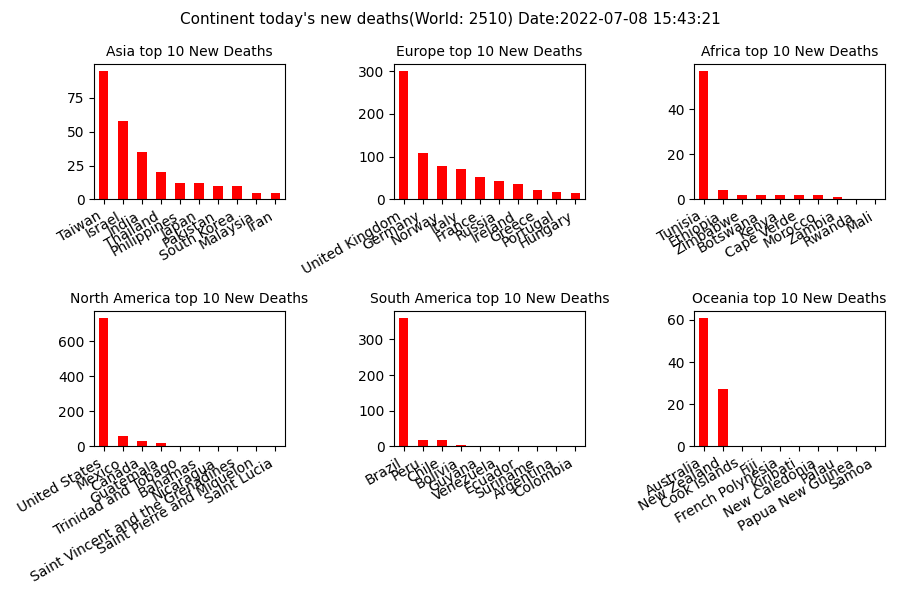 Continent today's new deaths(World: 2510) Date:2022-07-08 15:43:21
Asia top 10 New Deaths
75
50
25
0
Taiwan
Israel
India
Thailand
Philippines
Japan
Pakistan
South Korea
Malaysia
Iran
Europe top 10 New Deaths
300
200
100
0
United Kingdom
Germany
Norway
Italy
France
Russia
Ireland
Greece
Portugal
Hungary
Africa top 10 New Deaths
40
20
0
Tunisia
Ethiopia
Zimbabwe
Botswana
Kenya
Cape Verde
Morocco
Zambia
Rwanda
Mali
North America top 10 New Deaths
600
400
200
0
United States
Mexico
Canada
Guatemala
Trinidad and Tobago
Bahamas
Nicaragua
Saint Vincent and the Grenadines
Saint Pierre and Miquelon
Saint Lucia
South America top 10 New Deaths
300
200
100
0
Brazil
Peru
Chile
Bolivia
Guyana
Venezuela
Ecuador
Suriname
Argentina
Colombia
Oceania top 10 New Deaths
60
40
20
0
Australia
New Zealand
Cook Islands
Fiji
French Polynesia
Kiribati
New Caledonia
Palau
Papua New Guinea
Samoa